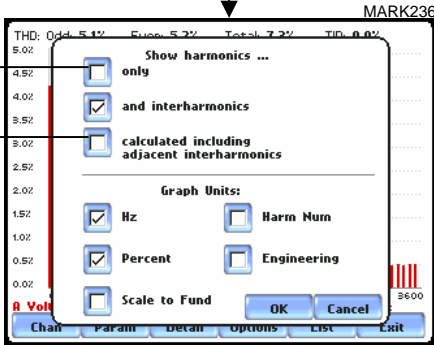 MARK236
THD: Odd: 5.1% Even: 5.2% Total: 7.3% TID: 0.0%
5.0%
Show harmonics ...
4.5%
only
4.0%
and interharmonics
3.5%
3.0%
calculated including
adjacent interharmonics
2.5%
2.0%
Graph Units:
1.5%
Hz
Harm Num
1.0%
0.5%
Percent
Engineering
0.0%
Scale to Fund
3600
A Volt
OK
Cancel
Chan
Param
Detail
Options
List
Exit